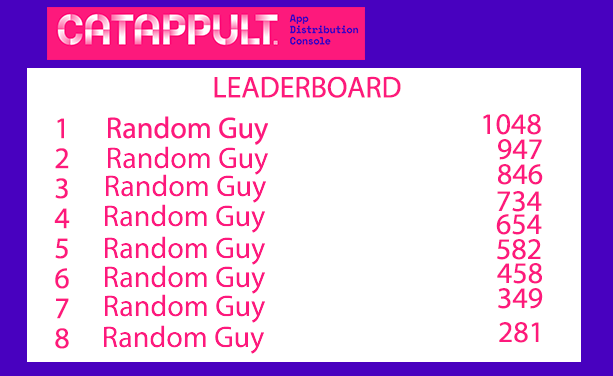 CATAPPULT.
App
Distribution
Console
LEADERBOARD
1 Random Guy 1048
2 Random Guy 947
3 Random Guy 846
4 Random Guy 734
654
5 Random Guy 582
6 Random Guy 458
7 Random Guy 349
8 Random Guy 281